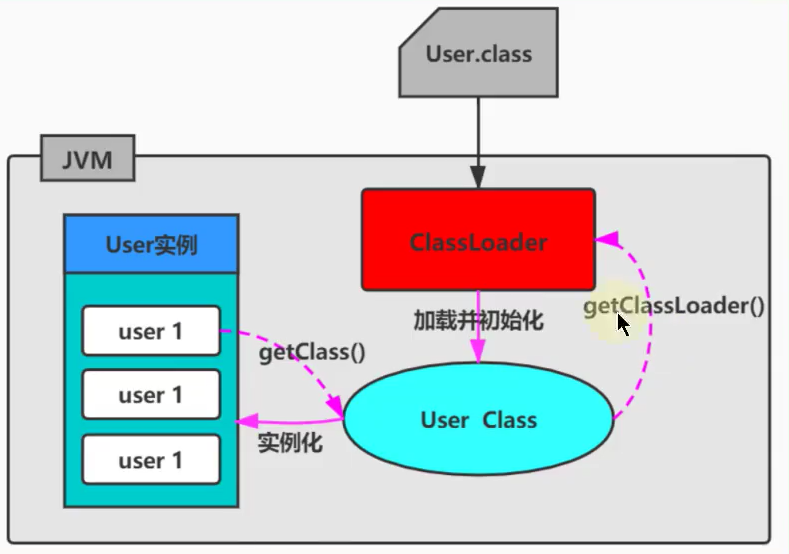 User.class
JVM
User实例
ClassLoader
getClassLoader()
加载并初始化
user 1
getClass()
user 1
User Class
实例化
user 1